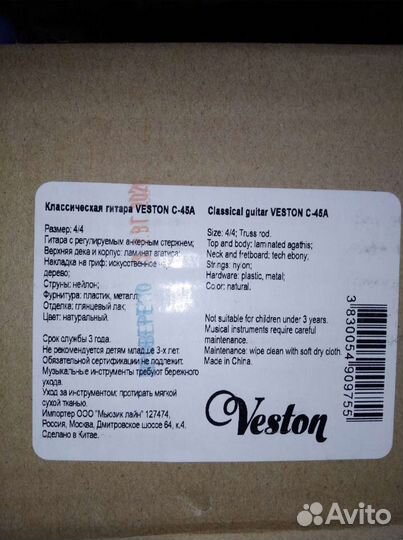 Классическая гитара VESTON C-45A
Размер: 4/4
Гитара с регулируемым анкерным стержнем;
Верхняя дека и корпус: ламинат агатиса;
Накладка на гриф: искусственное
дерево;
Струны: нейлон;
Фурнитура: пластик, металл
Отделка: глянцевый лак
Цвет: натуральный.
Срок службы 3 года.
Не рекомендуется детям младше 3-х лет.
Обязательной сертификации не подлежит.
Музыкальные инструменты требуют бережного
ухода.
Уход за инструментом: протирать мягкой
сухой тканью.
Импортер ООО "Мьюзик лайн" 127474,
Россия, Москва, Дмитровское шоссе 64, к.4.
Сделано в Китае.
Classical guitar VESTON C-45A
Size: 4/4; Truss rod.
Top and body: laminated agathis;
Neck and fretboard: tech ebony;
Strings: nylon;
Hardware: plastic, metal;
Color: natural.
Not suitable for children under 3 years.
Musical instruments require careful
maintenance.
Maintenance: wipe clean with soft dry cloth.
Made in China.
Veston
3830054909755
Avito